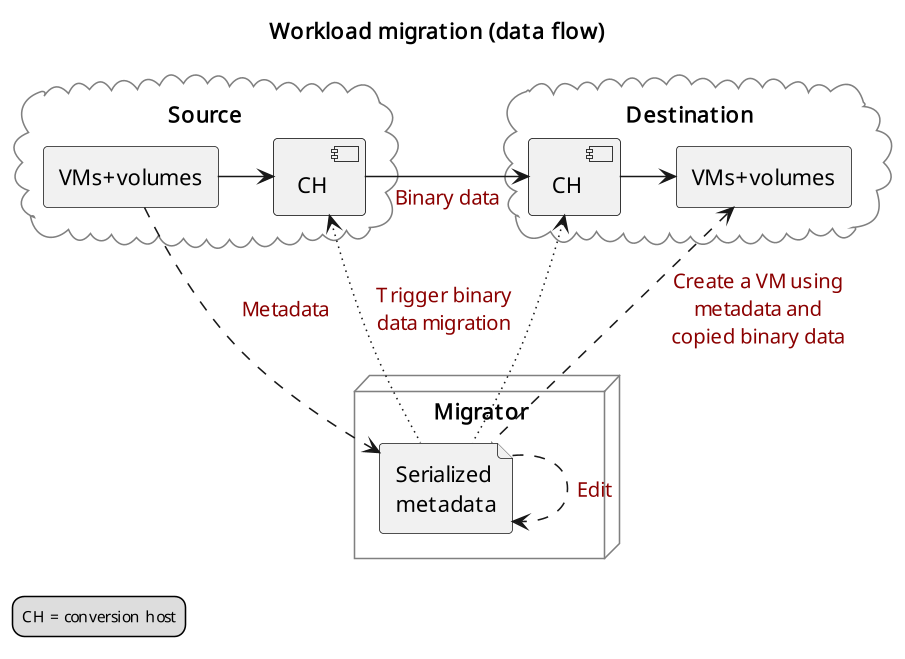 Workload migration (data flow)
Source
Destination
VMs+volumes
CH
Binary data
CH
VMs+volumes
Metadata
Trigger binary
data migration
Create a VM using
metadata and
copied binary data
Migrator
Serialized
metadata
Edit
CH = conversion host